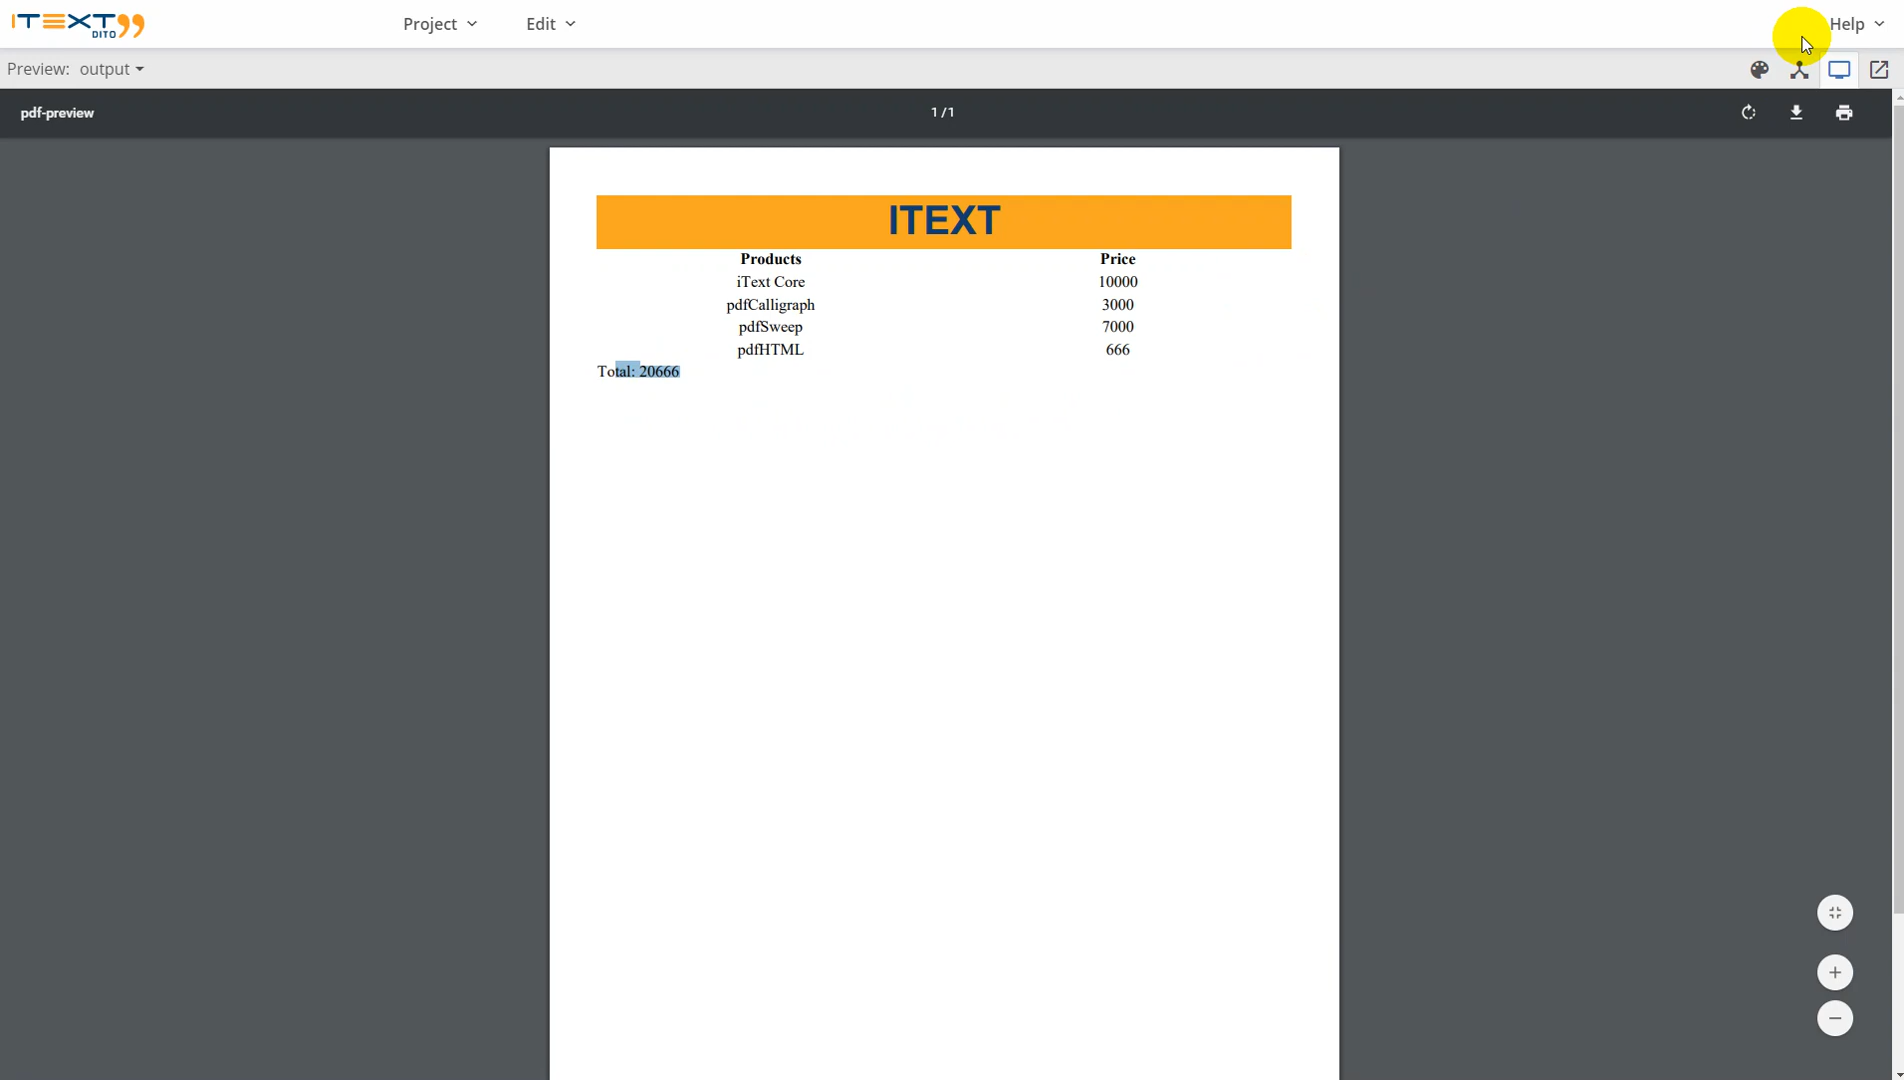 ITEXT DITO
Project Edit Help
Preview: output
pdf-preview 1 / 1
ITEXT
Products Price
iText Core 10000
pdfCalligraph 3000
pdfSweep 7000
pdfHTML 666
Total: 20666